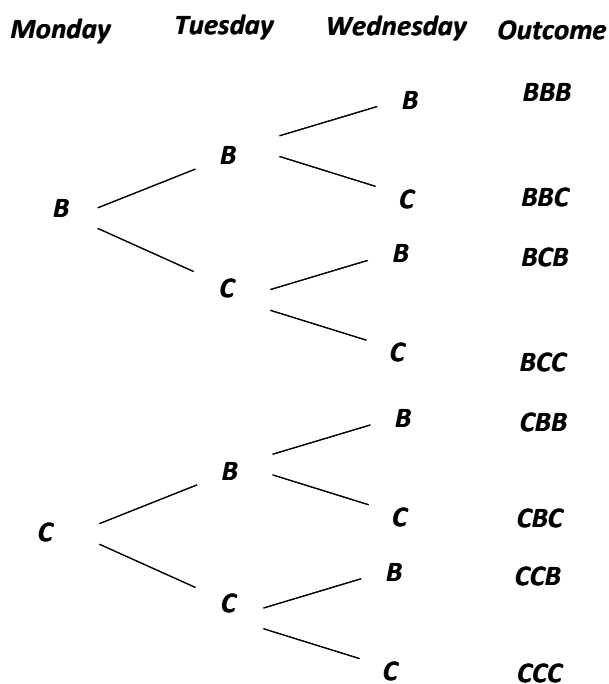 Monday Tuesday Wednesday Outcome
B BBB
B
B C BBC
B BCB
C
C BCC
B CBB
B
C C CBC
B CCB
C
C CCC